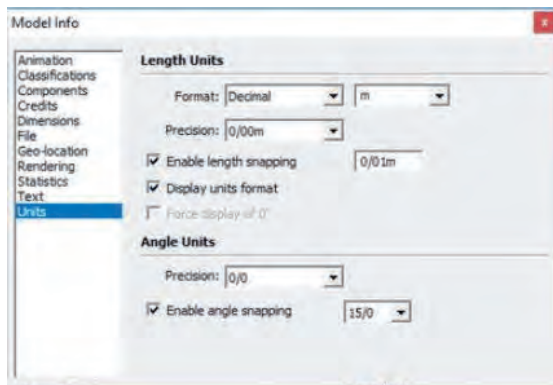 Model Info
x
Animation
Classifications
Components
Credits
Dimensions
File
Geo-location
Rendering
Statistics
Text
Units
Length Units
Format: Decimal m
Precision: 0/00m
Enable length snapping 0/01m
Display units format
Force display of 0"
Angle Units
Precision: 0/0
Enable angle snapping 15/0